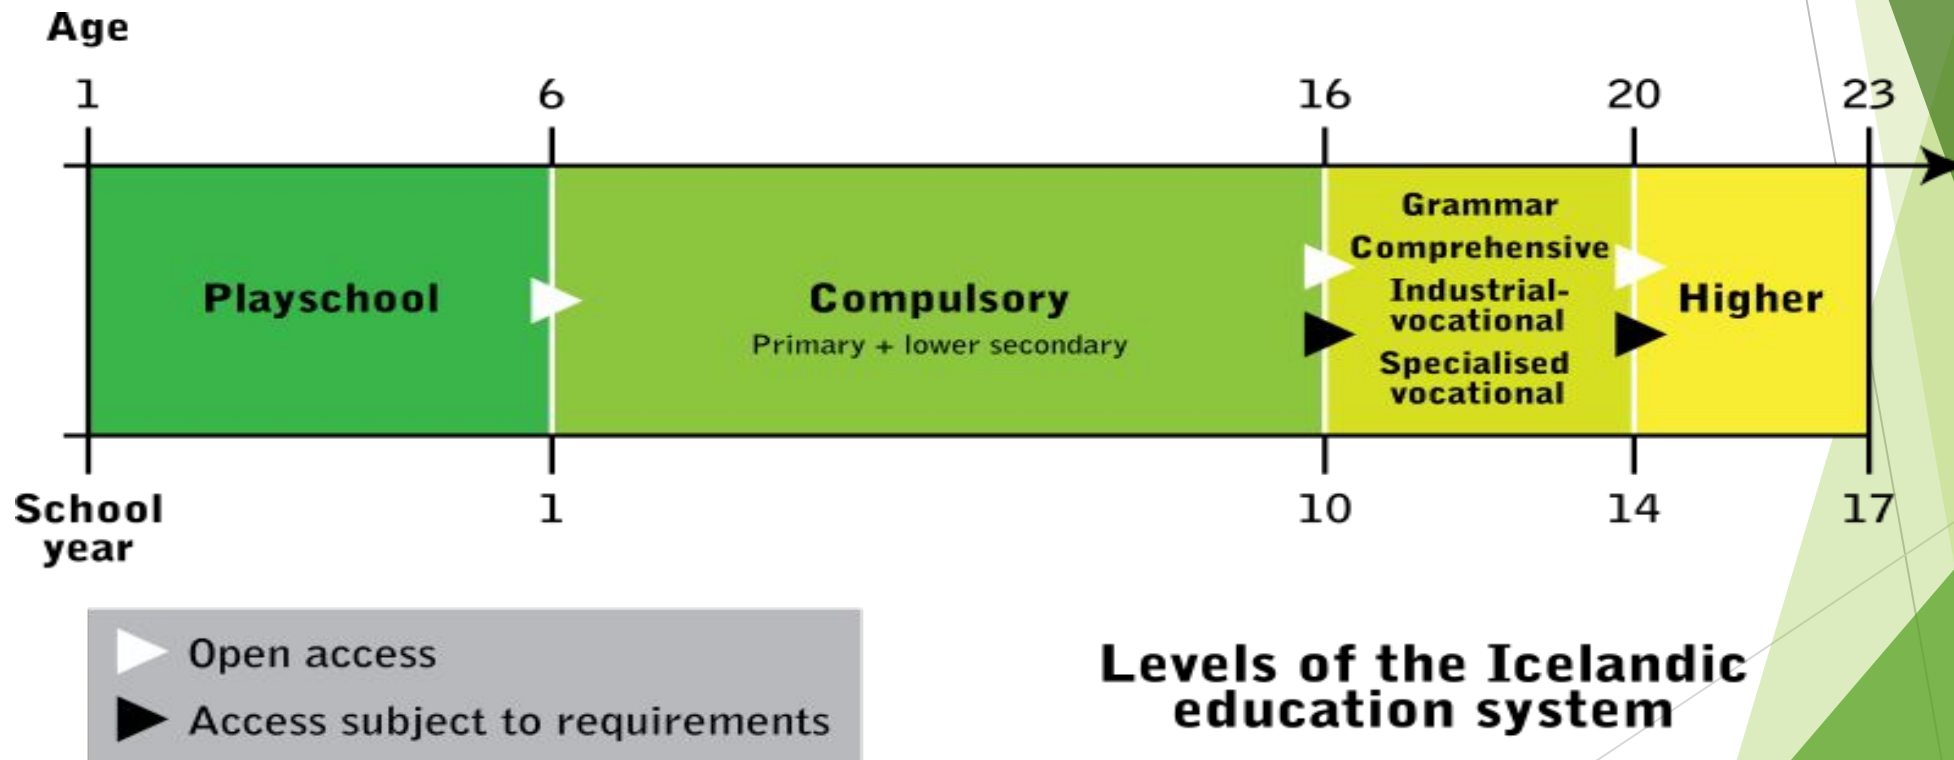 Age
1 6 16 20 23
Playschool
Compulsory
Primary + lower secondary
Grammar
Comprehensive
Industrial-
vocational
Specialised
vocational
Higher
School
year
1 10 14 17
Open access
Access subject to requirements
Levels of the Icelandic
education system